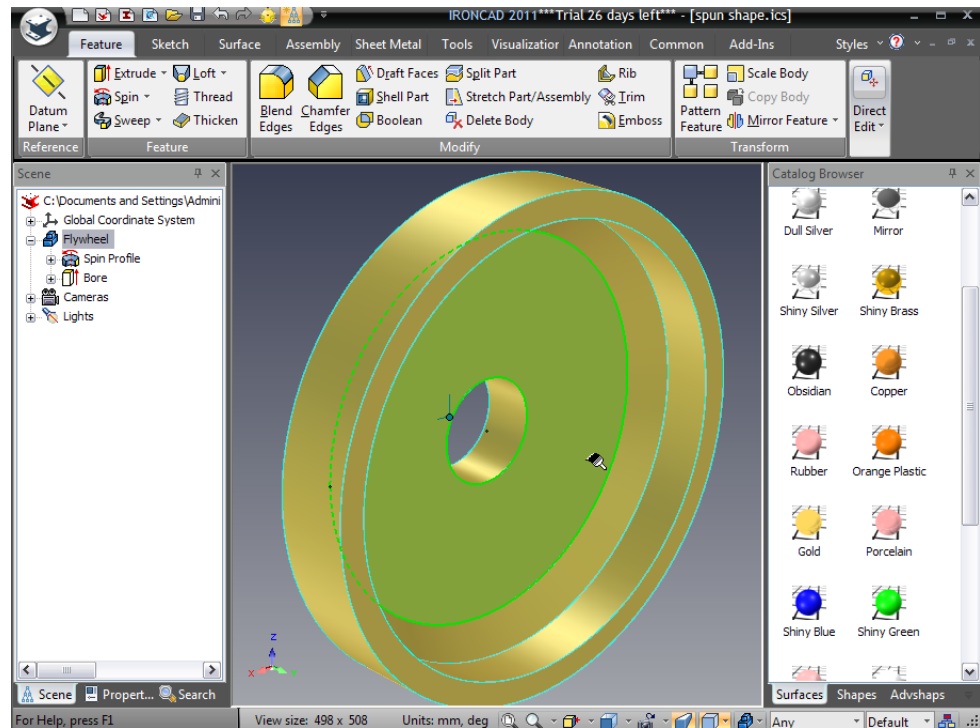 IRONCAD 2011***Trial 26 days left*** - [spun shape.ics]
Feature Sketch Surface Assembly Sheet Metal Tools Visualization Annotation Common Add-Ins Styles
Extrude Loft Draft Faces Split Part Rib Scale Body
Spin Thread Shell Part Stretch Part/Assembly Trim Copy Body
Sweep Thicken Boolean Delete Body Emboss Mirror Feature
Datum Plane
Blend Edges
Chamfer Edges
Pattern Feature
Direct Edit
Reference Feature Modify Transform
Scene
C:\Documents and Settings\Admini
Global Coordinate System
Flywheel
Spin Profile
Bore
Cameras
Lights
Z
X
Catalog Browser
Dull Silver Mirror
Shiny Silver Shiny Brass
Obsidian Copper
Rubber Orange Plastic
Gold Porcelain
Shiny Blue Shiny Green
Scene Propert... Search
Surfaces Shapes Advshaps
For Help, press F1 View size: 498 x 508 Units: mm, deg Any Default